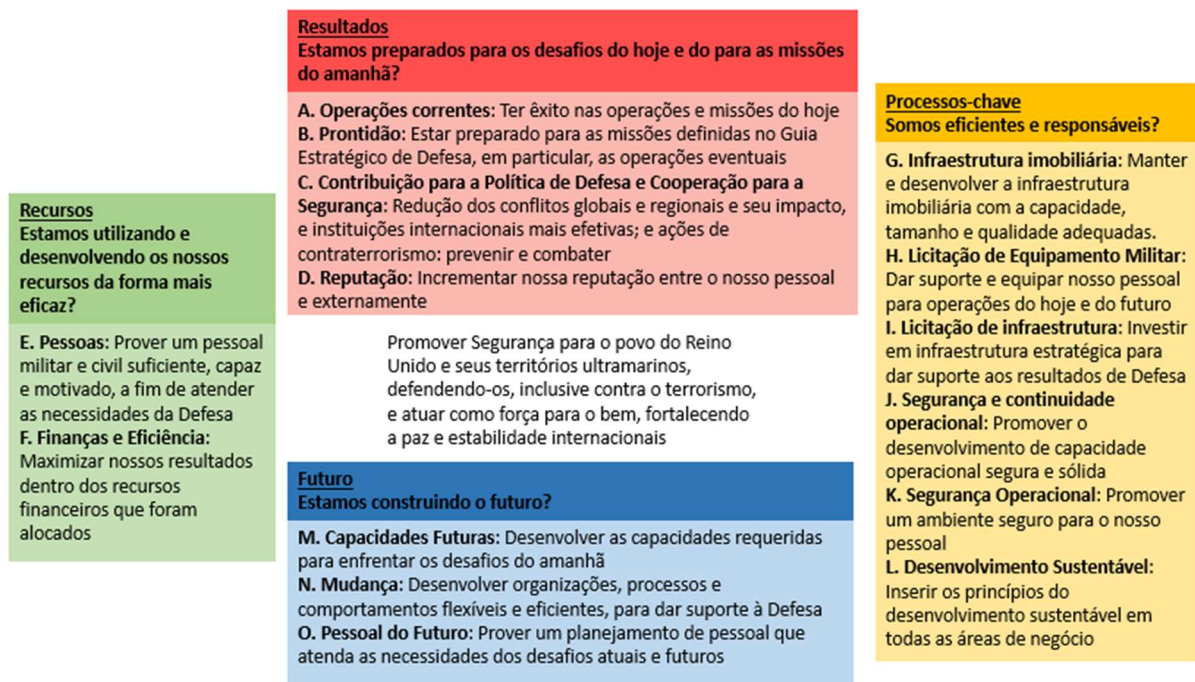 Resultados
Estamos preparados para os desafios do hoje e do para as missões
do amanhã?
A. Operações correntes: Ter êxito nas operações e missões do hoje
B. Prontidão: Estar preparado para as missões definidas no Guia
Estratégico de Defesa, em particular, as operações eventuais
C. Contribuição para a Política de Defesa e Cooperação para a
Segurança: Redução dos conflitos globais e regionais e seu impacto,
e instituições internacionais mais efetivas; e ações de
contraterrorismo: prevenir e combater
D. Reputação: Incrementar nossa reputação entre o nosso pessoal
e externamente
Recursos
Estamos utilizando e
desenvolvendo os nossos
recursos da forma mais
eficaz?
E. Pessoas: Prover um pessoal
militar e civil suficiente, capaz
e motivado, a fim de atender
as necessidades da Defesa
F. Finanças e Eficiência:
Maximizar nossos resultados
dentro dos recursos
financeiros que foram
alocados
Promover Segurança para o povo do Reino
Unido e seus territórios ultramarinos,
defendendo-os, inclusive contra o terrorismo,
e atuar como força para o bem, fortalecendo
a paz e estabilidade internacionais
Processos-chave
Somos eficientes e responsáveis?
G. Infraestrutura imobiliária: Manter
e desenvolver a infraestrutura
imobiliária com a capacidade,
tamanho e qualidade adequadas.
H. Licitação de Equipamento Militar:
Dar suporte e equipar nosso pessoal
para operações do hoje e do futuro
I. Licitação de infraestrutura: Investir
em infraestrutura estratégica para
dar suporte aos resultados de Defesa
J. Segurança e continuidade
operacional: Promover o
desenvolvimento de capacidade
operacional segura e sólida
K. Segurança Operacional: Promover
um ambiente seguro para o nosso
pessoal
L. Desenvolvimento Sustentável:
Inserir os princípios do
desenvolvimento sustentável em
todas as áreas de negócio
Futuro
Estamos construindo o futuro?
M. Capacidades Futuras: Desenvolver as capacidades requeridas
para enfrentar os desafios do amanhã
N. Mudança: Desenvolver organizações, processos e
comportamentos flexíveis e eficientes, para dar suporte à Defesa
O. Pessoal do Futuro: Prover um planejamento de pessoal que
atenda as necessidades dos desafios atuais e futuros